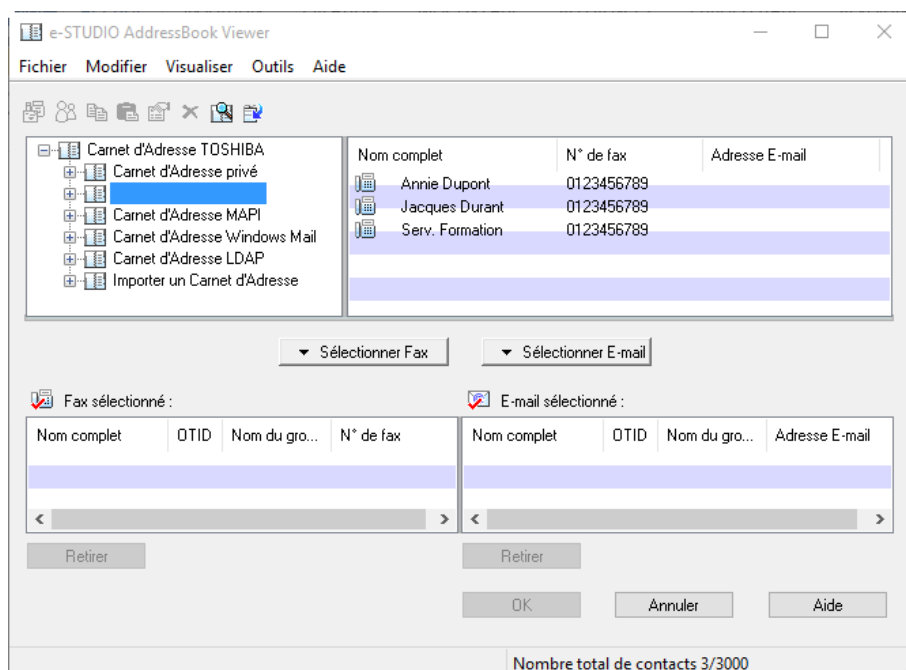 e-STUDIO AddressBook Viewer
Fichier Modifier Visualiser Outils Aide
Carnet d'Adresse TOSHIBA
Carnet d'Adresse privé
Carnet d'Adresse MAPI
Carnet d'Adresse Windows Mail
Carnet d'Adresse LDAP
Importer un Carnet d'Adresse
Nom complet N° de fax Adresse E-mail
Annie Dupont 0123456789
Jacques Durant 0123456789
Serv. Formation 0123456789
Sélectionner Fax Sélectionner E-mail
Fax sélectionné : E-mail sélectionné :
Nom complet OTID Nom du gro... N° de fax Nom complet OTID Nom du gro... Adresse E-mail
Retirer Retirer
OK Annuler Aide
Nombre total de contacts 3/3000